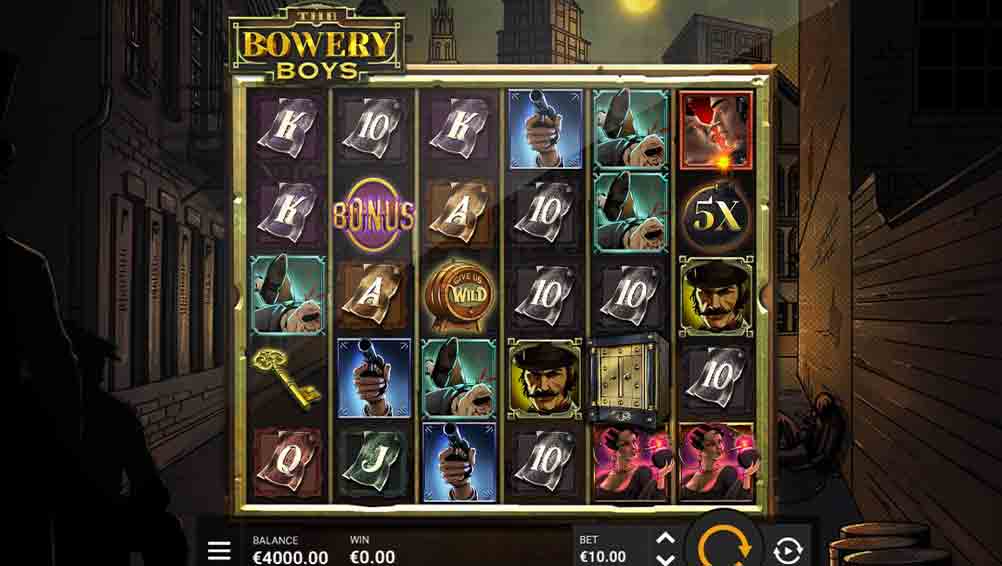 THE
BOWERY
BOYS
K 10 K
K BONUS A 10 5X
A GIVE US WILD 10 10
10
Q J 10
BALANCE WIN BET
€4000.00 €0.00 €10.00